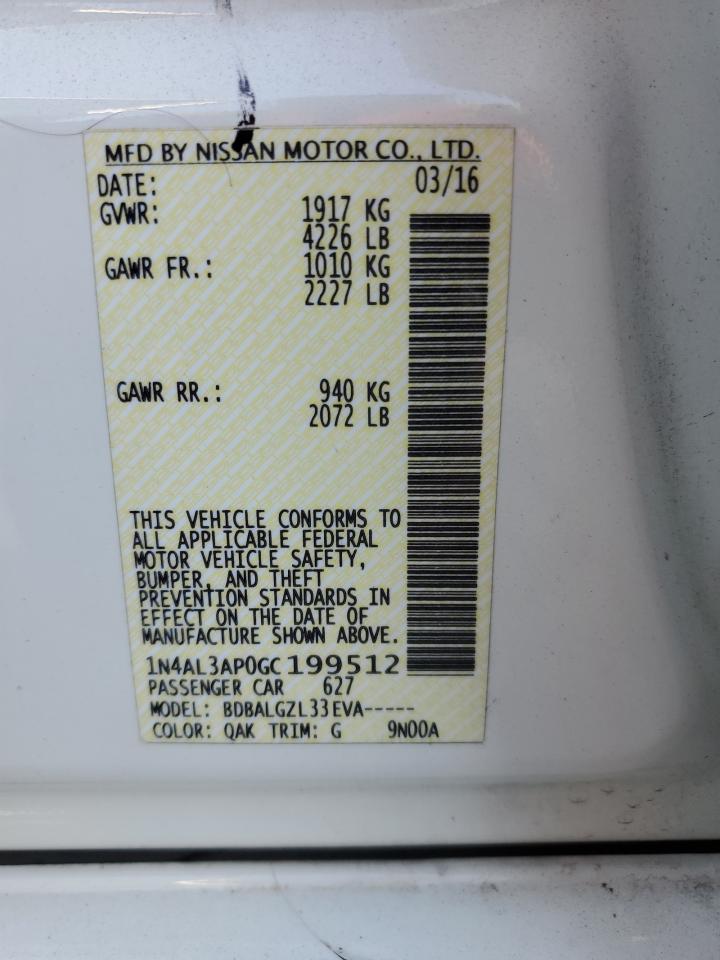 MFD BY NISSAN MOTOR CO., LTD.
DATE: 03/16
GVWR: 1917 KG
4226 LB
GAWR FR.: 1010 KG
2227 LB
GAWR RR.: 940 KG
2072 LB
THIS VEHICLE CONFORMS TO
ALL APPLICABLE FEDERAL
MOTOR VEHICLE SAFETY,
BUMPER, AND THEFT
PREVENTION STANDARDS IN
EFFECT ON THE DATE OF
MANUFACTURE SHOWN ABOVE.
1N4AL3AP0GC199512
PASSENGER CAR 627
MODEL: BDBALGZL33EVA-----
COLOR: QAK TRIM: G 9N00A